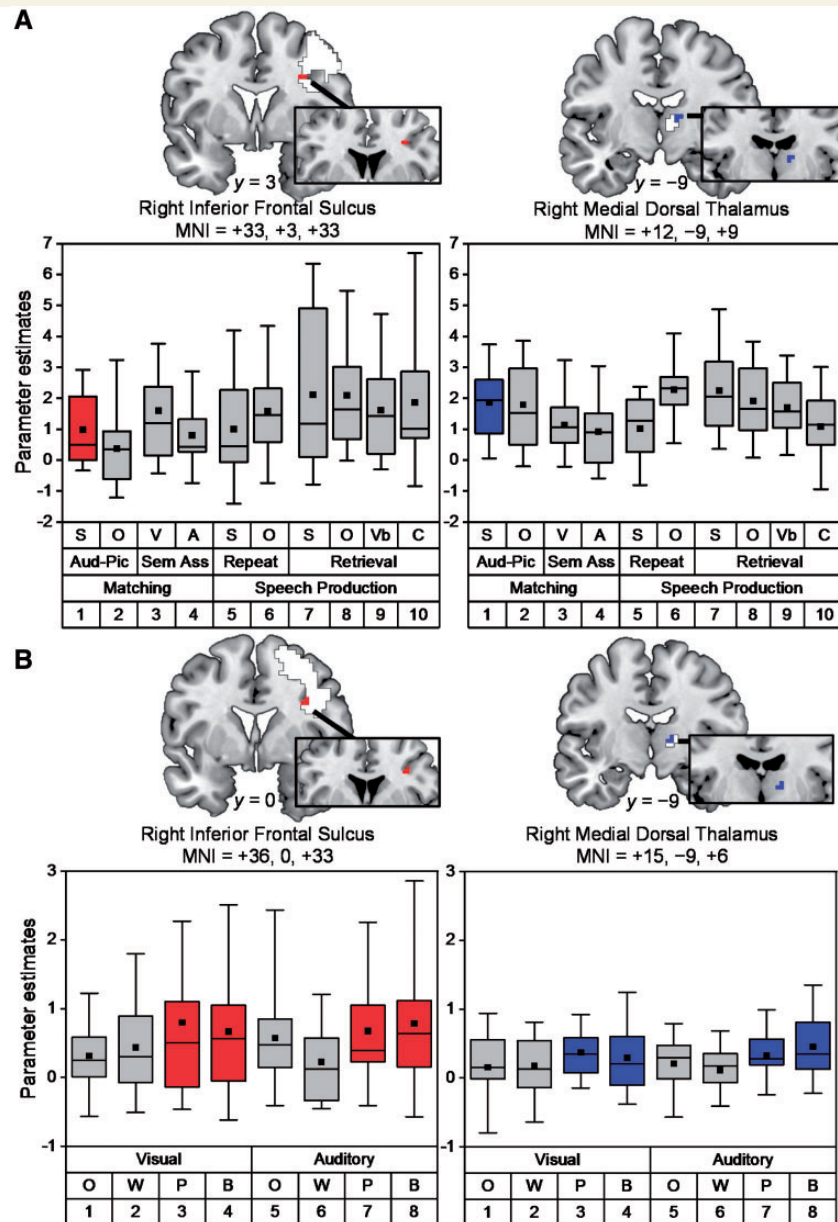 A
y = 3
y = −9
Right Inferior Frontal Sulcus
MNI = +33, +3, +33
Right Medial Dorsal Thalamus
MNI = +12, −9, +9
Parameter estimates
7
6
5
4
3
2
1
0
-1
-2
S O V A S O S O Vb C
Aud-Pic Sem Ass Repeat Retrieval
Matching Speech Production
1 2 3 4 5 6 7 8 9 10
7
6
5
4
3
2
1
0
-1
-2
S O V A S O S O Vb C
Aud-Pic Sem Ass Repeat Retrieval
Matching Speech Production
1 2 3 4 5 6 7 8 9 10
B
y = 0
y = −9
Right Inferior Frontal Sulcus
MNI = +36, 0, +33
Right Medial Dorsal Thalamus
MNI = +15, −9, +6
Parameter estimates
3
2
1
0
-1
Visual Auditory
O W P B O W P B
1 2 3 4 5 6 7 8
3
2
1
0
-1
Visual Auditory
O W P B O W P B
1 2 3 4 5 6 7 8